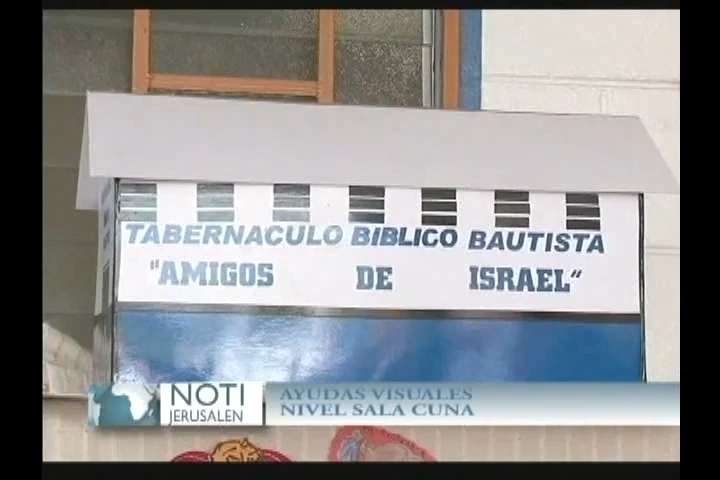 TABERNACULO BIBLICO BAUTISTA
"AMIGOS DE ISRAEL"
NOTI
JERUSALEN
AYUDAS VISUALES
NIVEL SALA CUNA